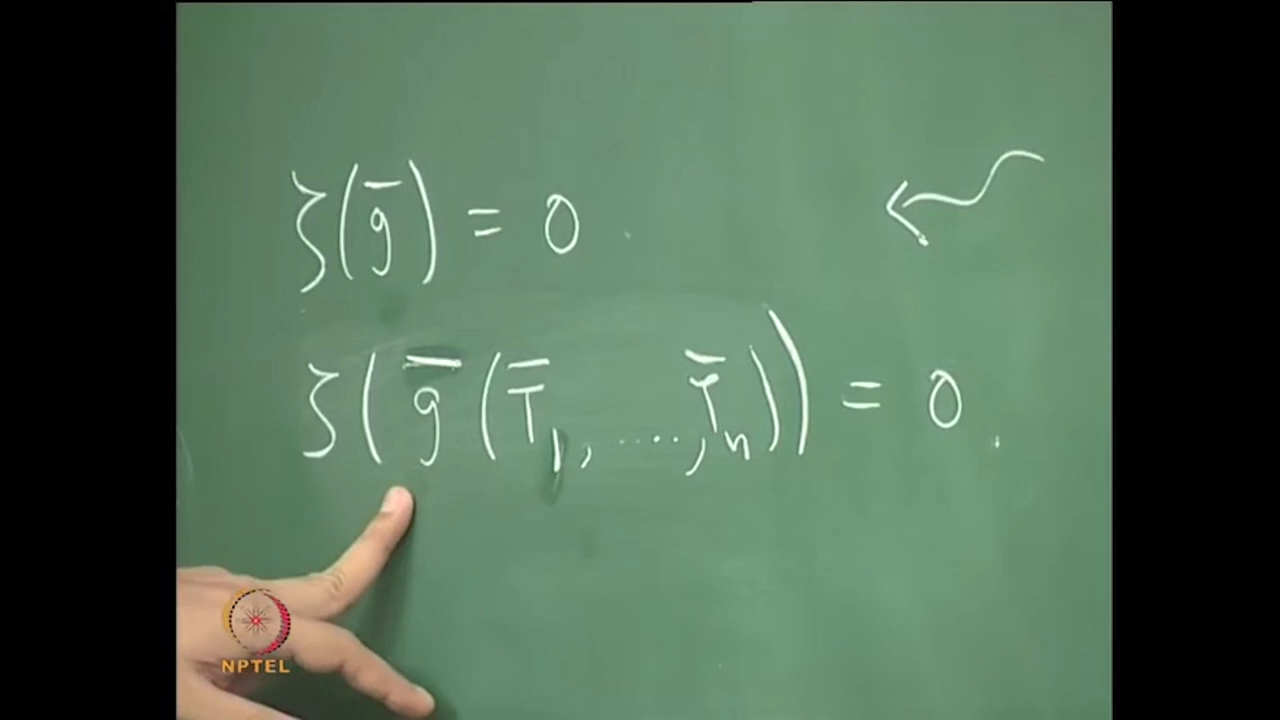 ζ(g̅) = 0
ζ(g̅(T̅₁, ...., T̅ₙ)) = 0.
NPTEL